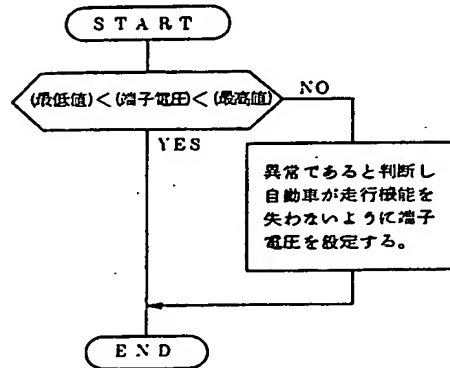 START
(最低値)<(端子電圧)<(最高値)
NO
YES
異常であると判断し
自動車が走行機能を
失わないように端子
電圧を設定する。
END